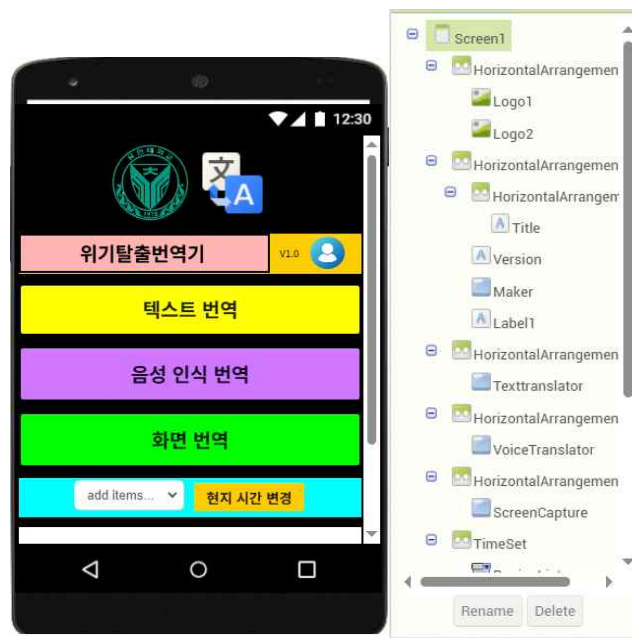 12:30
文
A
위기탈출번역기
V1.0
텍스트 번역
음성 인식 번역
화면 번역
add items...
현지 시간 변경
Screen1
HorizontalArrangemen
Logo1
Logo2
HorizontalArrangemen
HorizontalArrangem
A Title
A Version
Maker
A Label1
HorizontalArrangemen
Texttranslator
HorizontalArrangemen
VoiceTranslator
HorizontalArrangemen
ScreenCapture
TimeSet
Rename
Delete